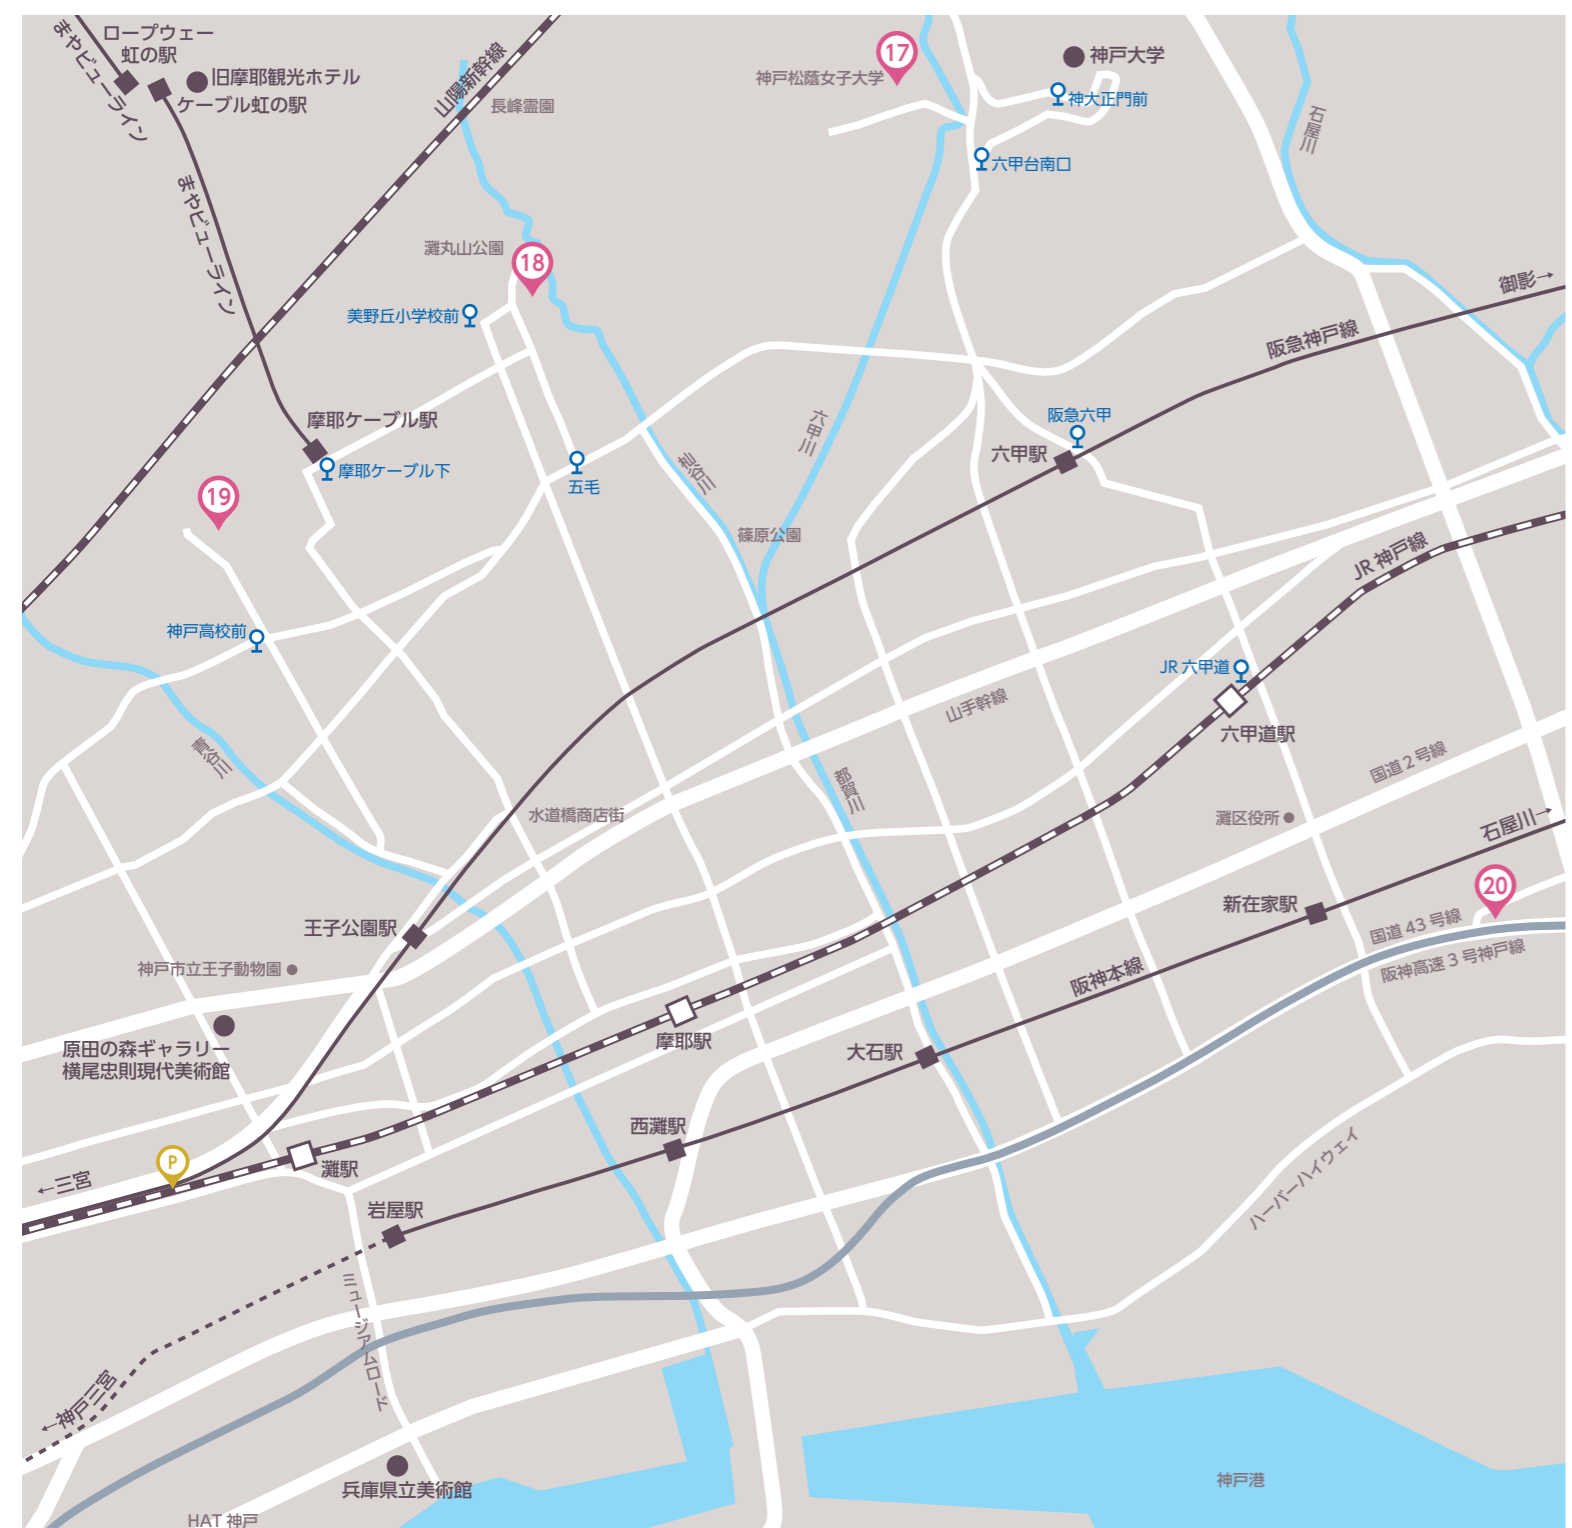 ロープウェー
虹の駅
まやビューライン
旧摩耶観光ホテル
ケーブル虹の駅
まやビューライン
山陽新幹線
長峰霊園
17
神戸松蔭女子大学
神戸大学
神大正門前
六甲台南口
石屋川
灘丸山公園
18
美野丘小学校前
御影→
阪急神戸線
摩耶ケーブル駅
摩耶ケーブル下
19
五毛
杣谷川
六甲川
阪急六甲
六甲駅
篠原公園
JR 神戸線
神戸高校前
JR 六甲道
六甲道駅
山手幹線
青谷川
都賀川
国道 2 号線
水道橋商店街
灘区役所
石屋川→
20
新在家駅
国道 43 号線
阪神高速 3 号神戸線
王子公園駅
神戸市立王子動物園
阪神本線
原田の森ギャラリー
横尾忠則現代美術館
摩耶駅
大石駅
西灘駅
P
←三宮
灘駅
岩屋駅
ハーバーハイウェイ
ミュージアムロード
←神戸三宮
兵庫県立美術館
神戸港
HAT 神戸